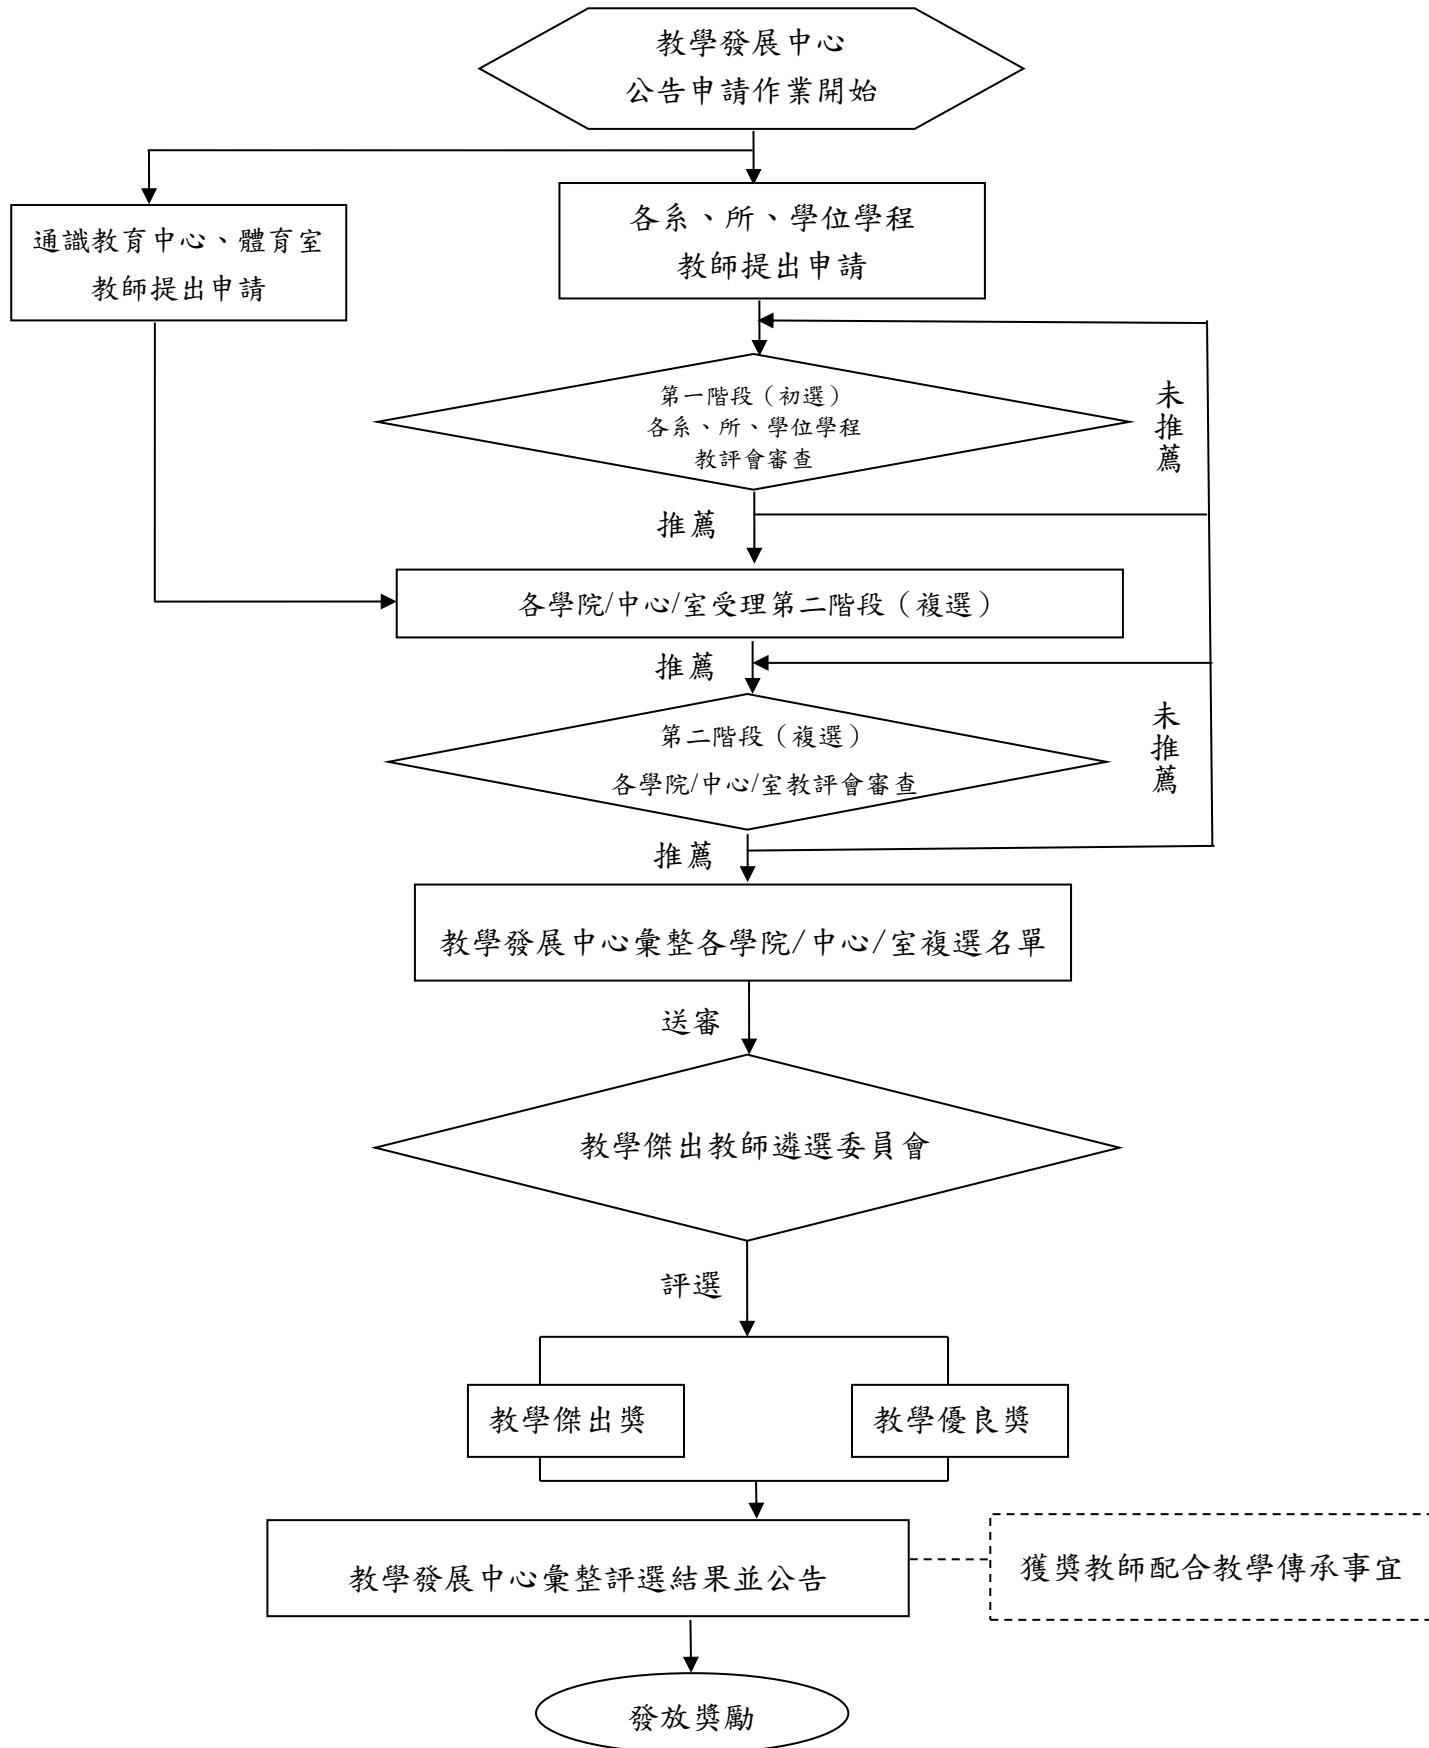 教學發展中心
公告申請作業開始
通識教育中心、體育室
教師提出申請
各系、所、學位學程
教師提出申請
第一階段（初選）
各系、所、學位學程
教評會審查
未推薦
推薦
各學院/中心/室受理第二階段（複選）
推薦
第二階段（複選）
各學院/中心/室教評會審查
未推薦
推薦
教學發展中心彙整各學院/中心/室複選名單
送審
教學傑出教師遴選委員會
評選
教學傑出獎
教學優良獎
教學發展中心彙整評選結果並公告
獲獎教師配合教學傳承事宜
發放獎勵